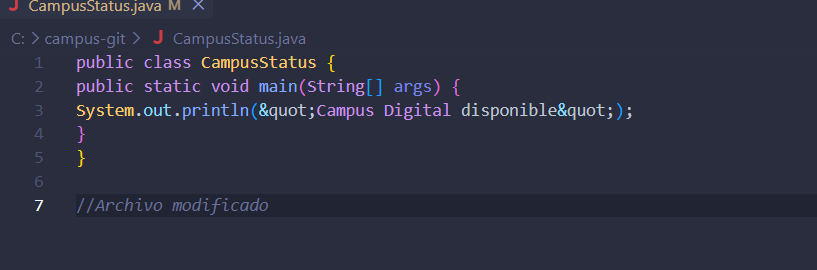 J CampusStatus.java M ×
C: > campus-git > J CampusStatus.java
1 public class CampusStatus {
2 public static void main(String[] args) {
3 System.out.println(&quot;Campus Digital disponible&quot;);
4 }
5 }
6
7 //Archivo modificado